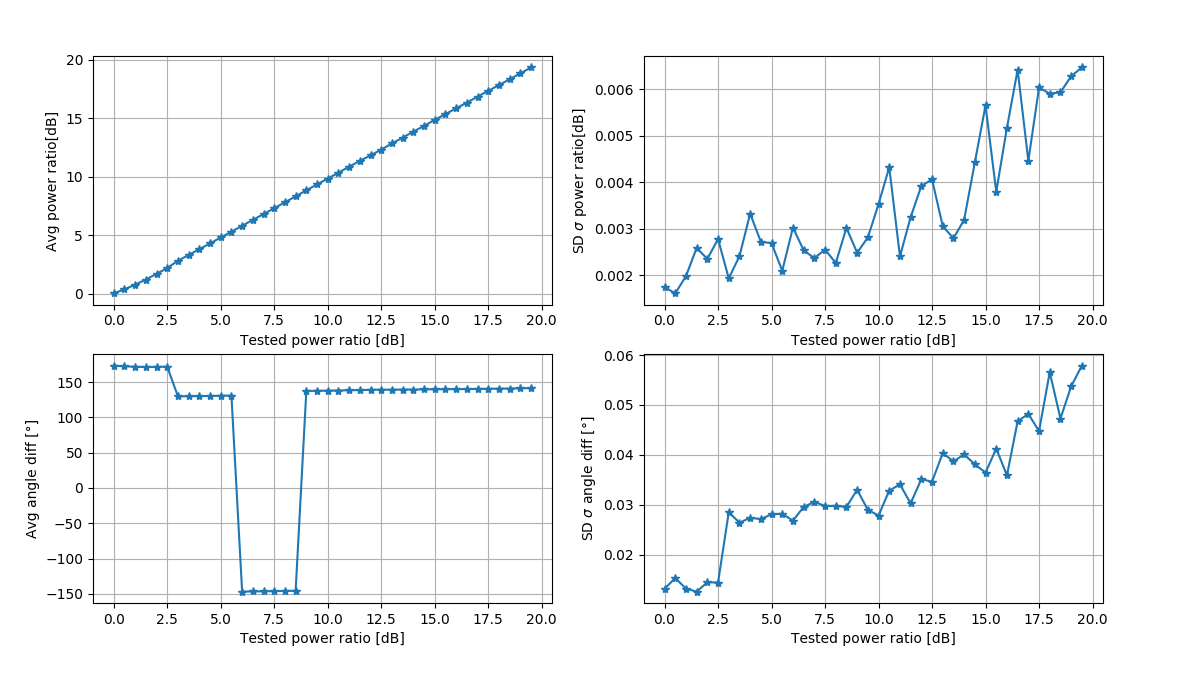 20
15
10
5
0
Avg power ratio[dB]
0.0 2.5 5.0 7.5 10.0 12.5 15.0 17.5 20.0
Tested power ratio [dB]
0.006
0.005
0.004
0.003
0.002
SD σ power ratio[dB]
0.0 2.5 5.0 7.5 10.0 12.5 15.0 17.5 20.0
Tested power ratio [dB]
150
100
50
0
−50
−100
−150
Avg angle diff [°]
0.0 2.5 5.0 7.5 10.0 12.5 15.0 17.5 20.0
Tested power ratio [dB]
0.06
0.05
0.04
0.03
0.02
SD σ angle diff [°]
0.0 2.5 5.0 7.5 10.0 12.5 15.0 17.5 20.0
Tested power ratio [dB]